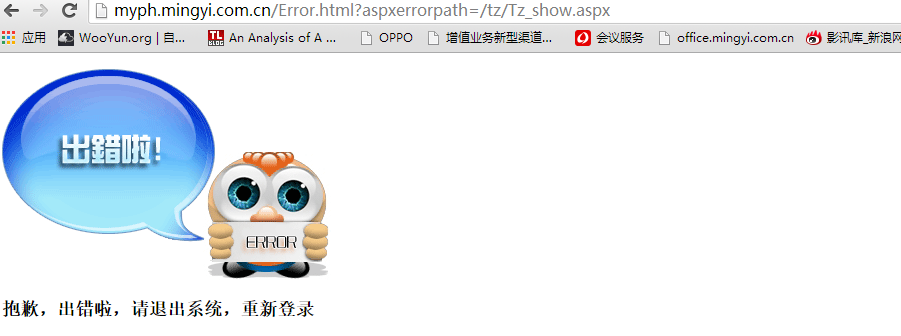 myph.mingyi.com.cn/Error.html?aspxerrorpath=/tz/Tz_show.aspx
应用 WooYun.org | 自... TL BLOG An Analysis of A ... OPPO 增值业务新型渠道... 会议服务 office.mingyi.com.cn 影讯库_新浪网
出錯啦!
ERROR
抱歉，出错啦，请退出系统，重新登录